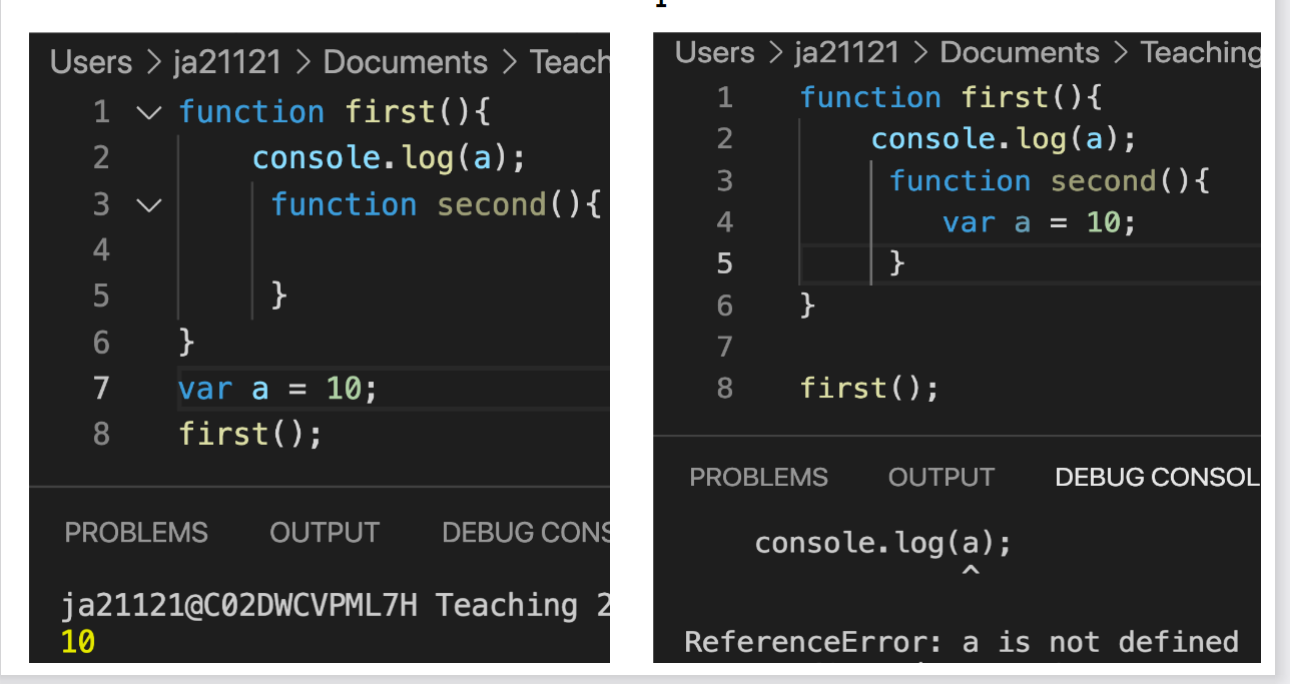 Users > ja21121 > Documents > Teach
1 function first(){
2 console.log(a);
3 function second(){
4
5 }
6 }
7 var a = 10;
8 first();
PROBLEMS OUTPUT DEBUG CONS
ja21121@C02DWCVPML7H Teaching 2
10
Users > ja21121 > Documents > Teaching
1 function first(){
2 console.log(a);
3 function second(){
4 var a = 10;
5 }
6 }
7
8 first();
PROBLEMS OUTPUT DEBUG CONSOL
console.log(a);
^
ReferenceError: a is not defined